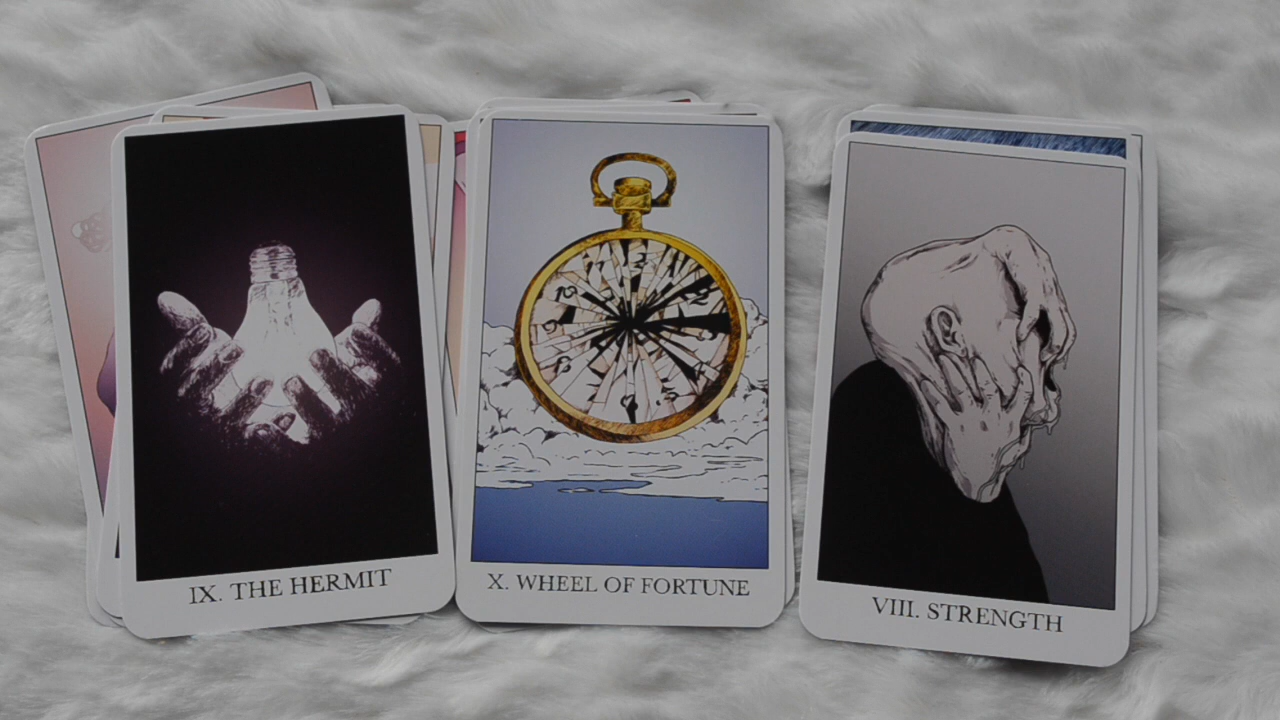 IX. THE HERMIT
X. WHEEL OF FORTUNE
VIII. STRENGTH